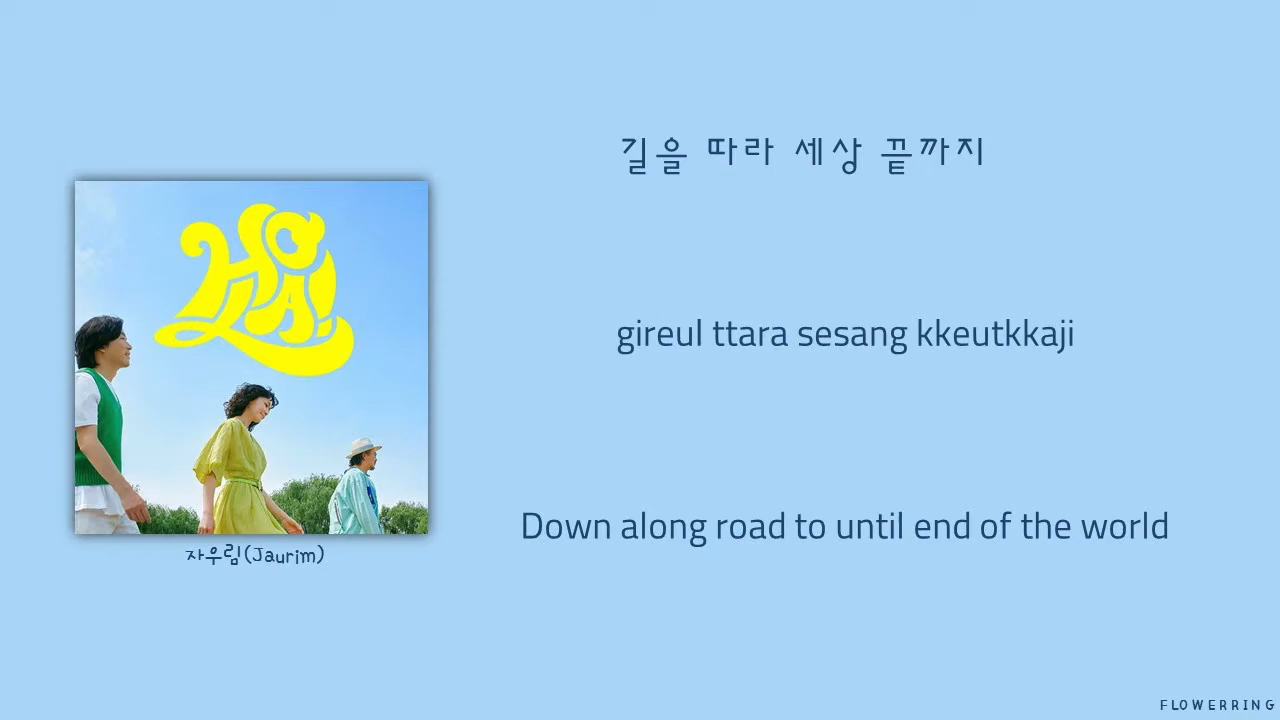 길을 따라 세상 끝까지
HOLA!
gireul ttara sesang kkeutkkaji
Down along road to until end of the world
자우림(Jaurim)
FLOWERRING